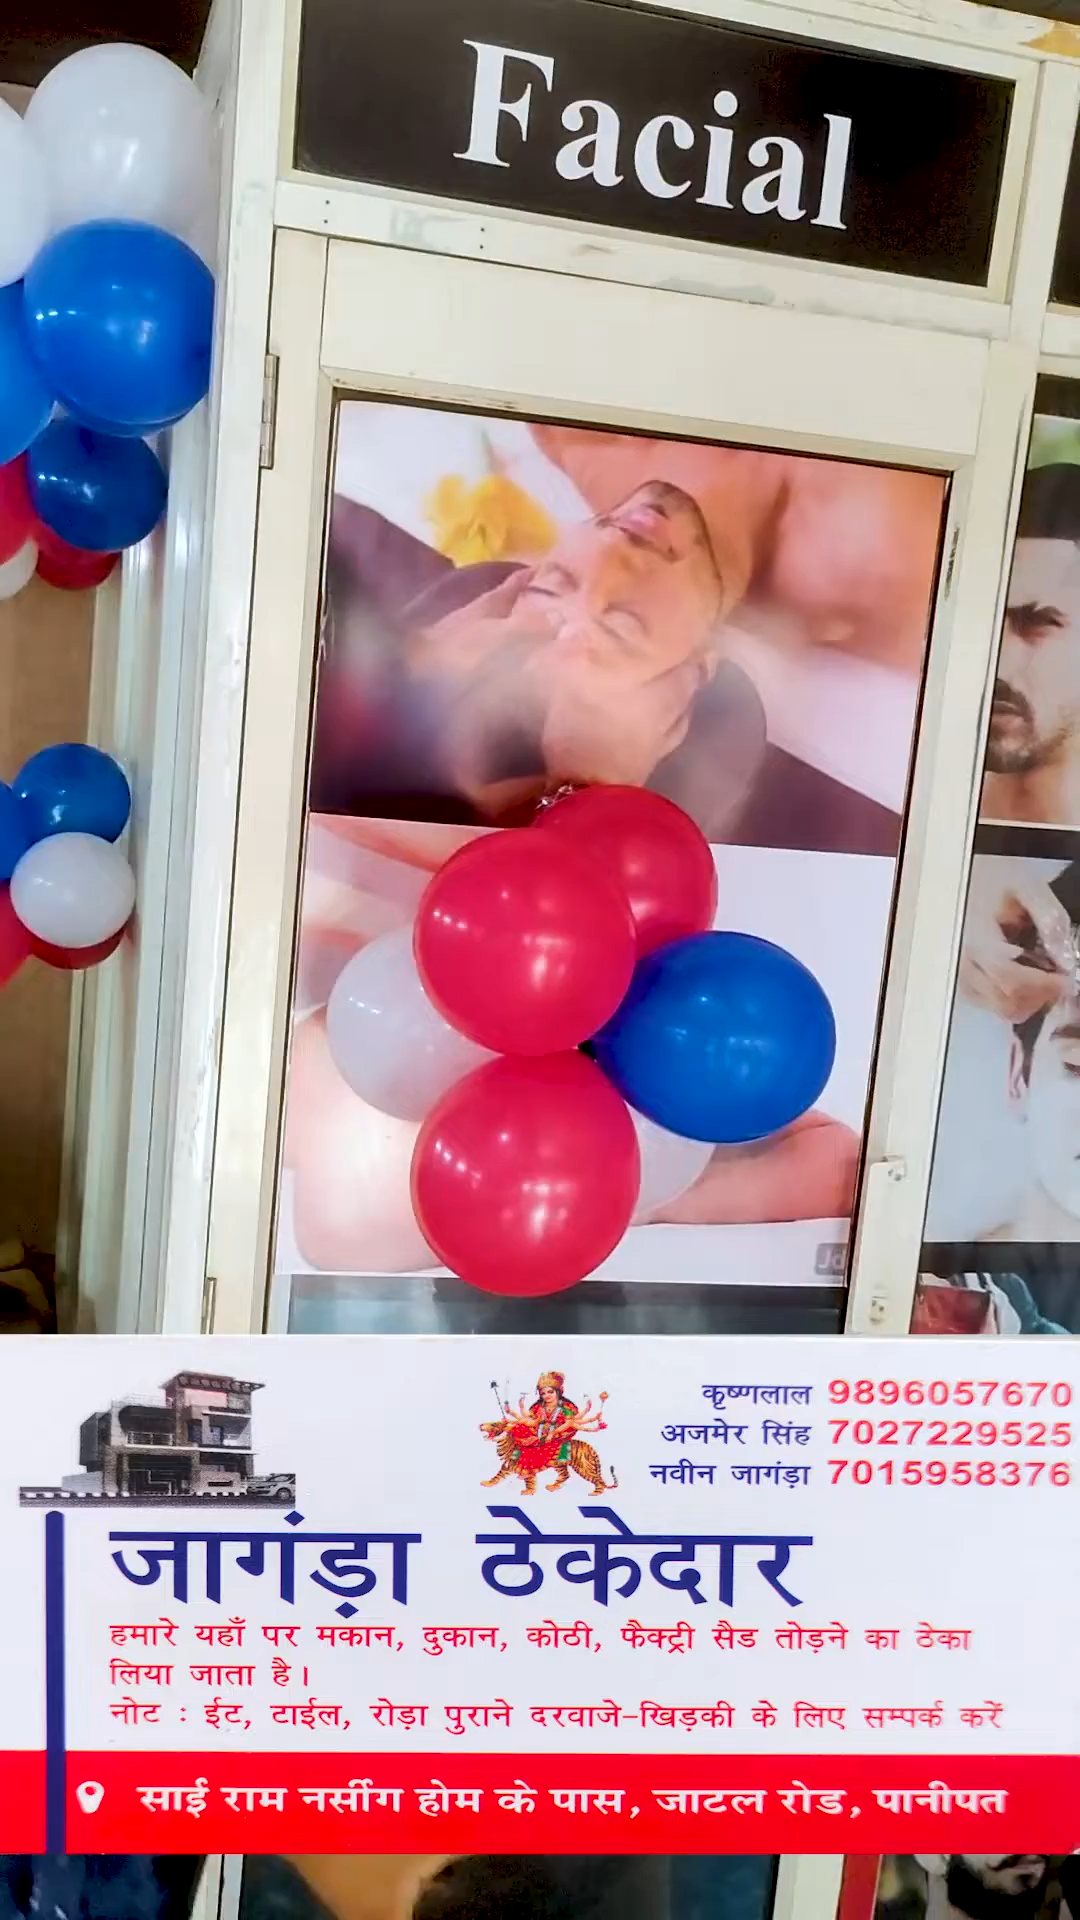 Facial
कृष्णलाल 9896057670
अजमेर सिंह 7027229525
नवीन जागंड़ा 7015958376
जागंड़ा ठेकेदार
हमारे यहाँ पर मकान, दुकान, कोठी, फैक्ट्री सैड तोड़ने का ठेका
लिया जाता है।
नोट : ईट, टाईल, रोड़ा पुराने दरवाजे-खिड़की के लिए सम्पर्क करें
साई राम नर्सीग होम के पास, जाटल रोड, पानीपत